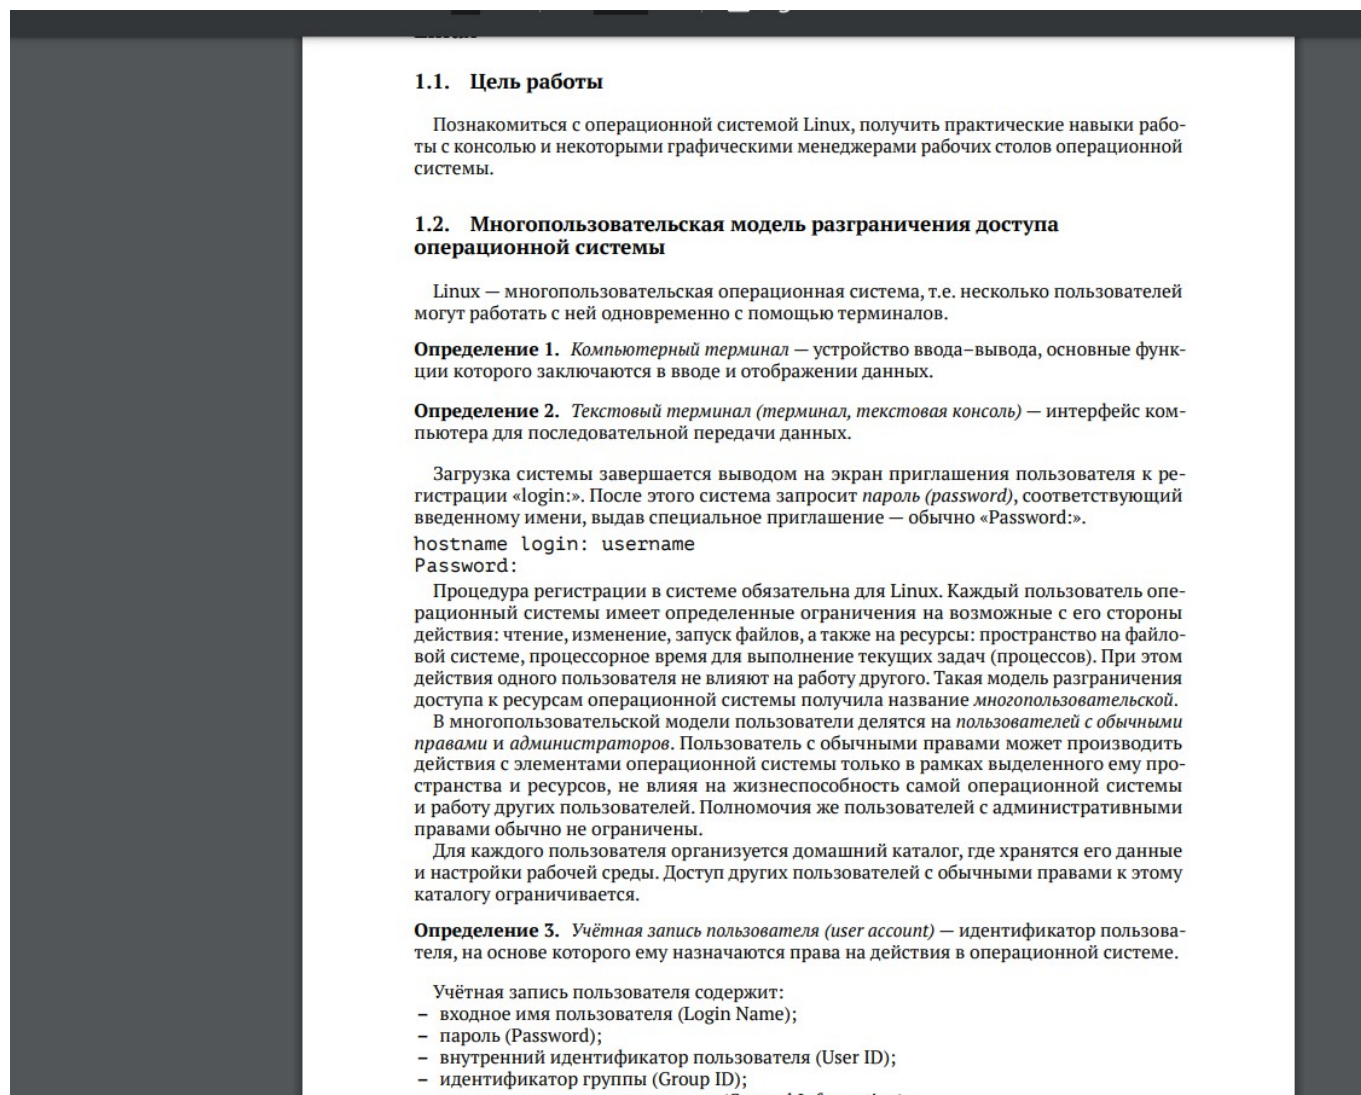 1.1. Цель работы
Познакомиться с операционной системой Linux, получить практические навыки рабо-
ты с консолью и некоторыми графическими менеджерами рабочих столов операционной
системы.
1.2. Многопользовательская модель разграничения доступа
операционной системы
Linux — многопользовательская операционная система, т.е. несколько пользователей
могут работать с ней одновременно с помощью терминалов.
Определение 1. Компьютерный терминал — устройство ввода–вывода, основные функ-
ции которого заключаются в вводе и отображении данных.
Определение 2. Текстовый терминал (терминал, текстовая консоль) — интерфейс ком-
пьютера для последовательной передачи данных.
Загрузка системы завершается выводом на экран приглашения пользователя к ре-
гистрации «login:». После этого система запросит пароль (password), соответствующий
введенному имени, выдав специальное приглашение — обычно «Password:».
hostname login: username
Password:
Процедура регистрации в системе обязательна для Linux. Каждый пользователь опе-
рационный системы имеет определенные ограничения на возможные с его стороны
действия: чтение, изменение, запуск файлов, а также на ресурсы: пространство на файло-
вой системе, процессорное время для выполнение текущих задач (процессов). При этом
действия одного пользователя не влияют на работу другого. Такая модель разграничения
доступа к ресурсам операционной системы получила название многопользовательской.
В многопользовательской модели пользователи делятся на пользователей с обычными
правами и администраторов. Пользователь с обычными правами может производить
действия с элементами операционной системы только в рамках выделенного ему про-
странства и ресурсов, не влияя на жизнеспособность самой операционной системы
и работу других пользователей. Полномочия же пользователей с административными
правами обычно не ограничены.
Для каждого пользователя организуется домашний каталог, где хранятся его данные
и настройки рабочей среды. Доступ других пользователей с обычными правами к этому
каталогу ограничивается.
Определение 3. Учётная запись пользователя (user account) — идентификатор пользова-
теля, на основе которого ему назначаются права на действия в операционной системе.
Учётная запись пользователя содержит:
– входное имя пользователя (Login Name);
– пароль (Password);
– внутренний идентификатор пользователя (User ID);
– идентификатор группы (Group ID);